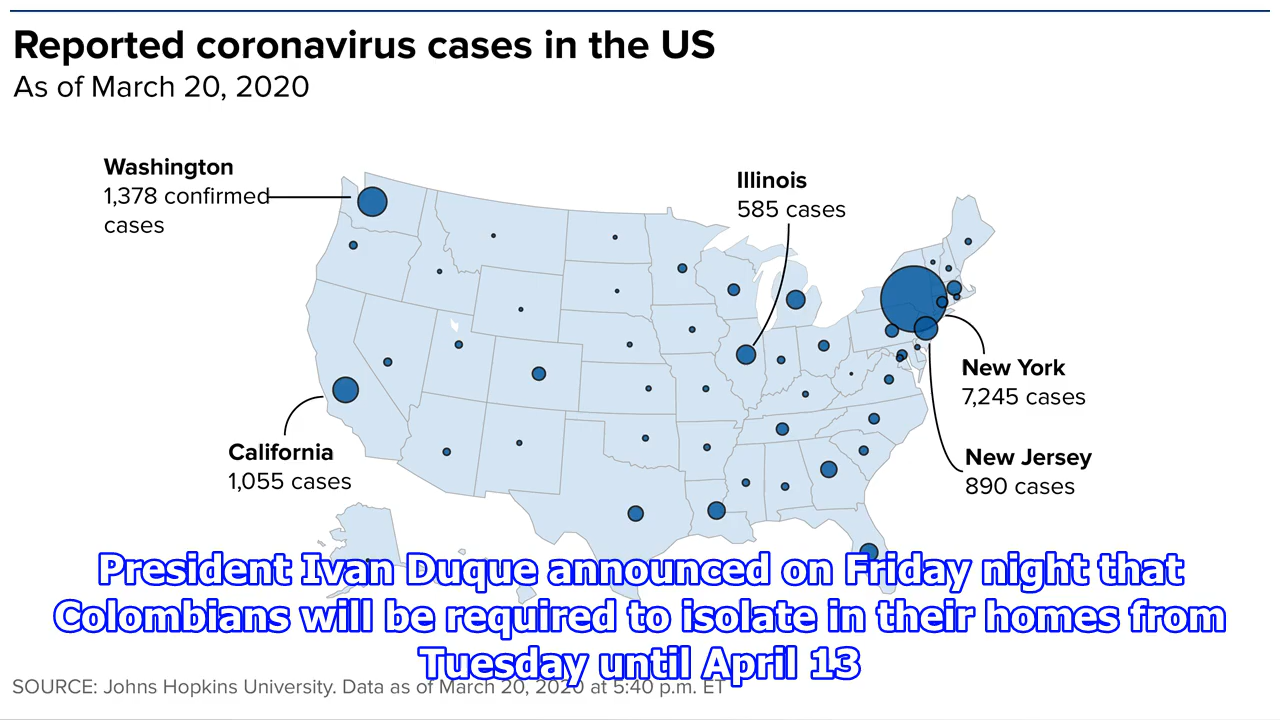 Reported coronavirus cases in the US
As of March 20, 2020
Washington
1,378 confirmed
cases
Illinois
585 cases
New York
7,245 cases
California
1,055 cases
New Jersey
890 cases
President Ivan Duque announced on Friday night that
Colombians will be required to isolate in their homes from
Tuesday until April 13
SOURCE: Johns Hopkins University. Data as of March 20, 2020 at 5:40 p.m. ET